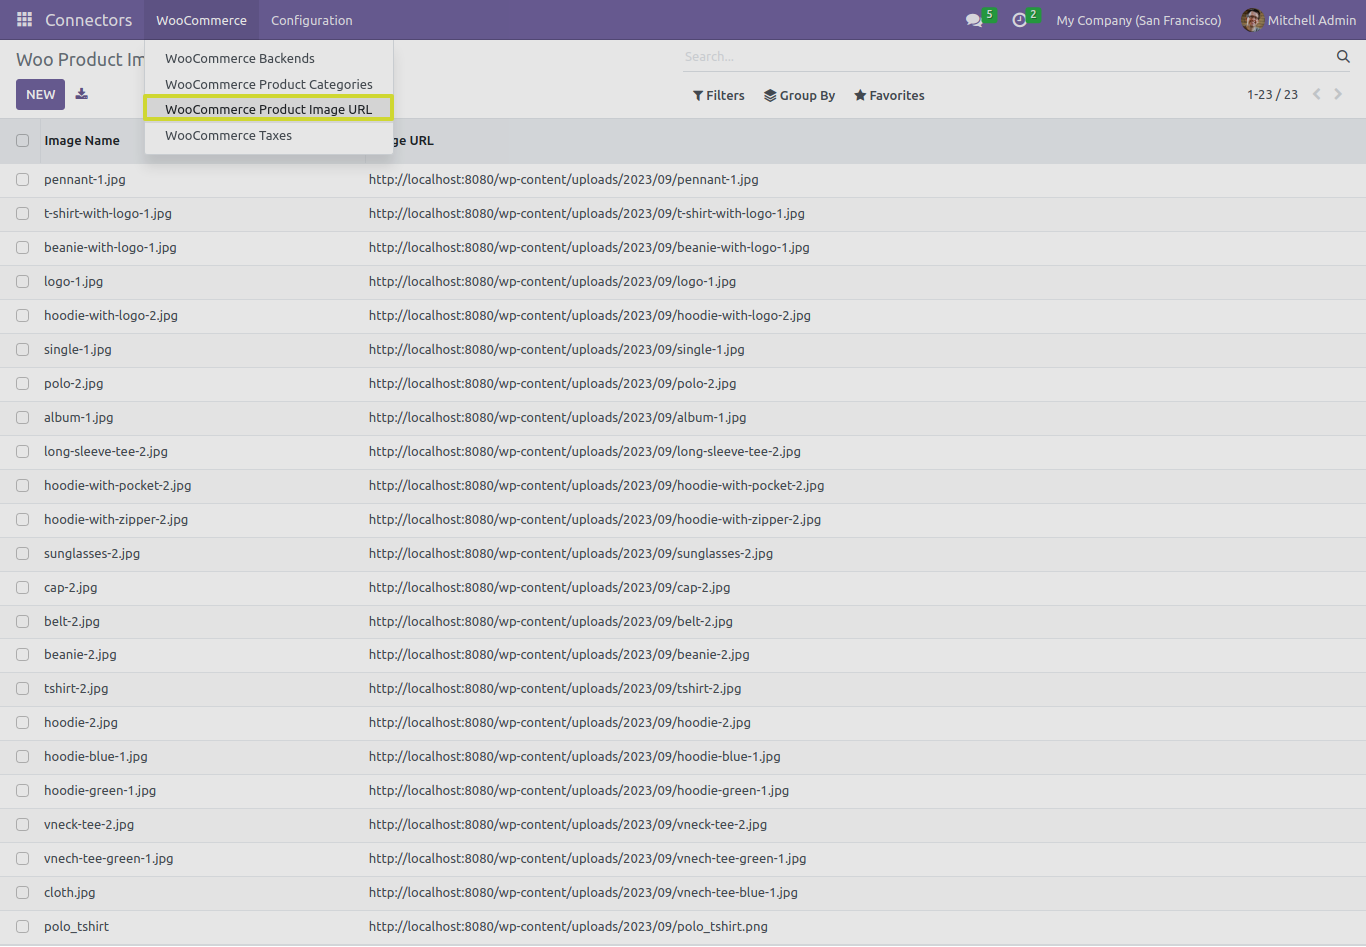 Connectors WooCommerce Configuration 5 2 My Company (San Francisco) Mitchell Admin
Woo Product Im
WooCommerce Backends
WooCommerce Product Categories
WooCommerce Product Image URL
WooCommerce Taxes
Search...
NEW
Filters Group By Favorites 1-23 / 23
Image Name ge URL
pennant-1.jpg http://localhost:8080/wp-content/uploads/2023/09/pennant-1.jpg
t-shirt-with-logo-1.jpg http://localhost:8080/wp-content/uploads/2023/09/t-shirt-with-logo-1.jpg
beanie-with-logo-1.jpg http://localhost:8080/wp-content/uploads/2023/09/beanie-with-logo-1.jpg
logo-1.jpg http://localhost:8080/wp-content/uploads/2023/09/logo-1.jpg
hoodie-with-logo-2.jpg http://localhost:8080/wp-content/uploads/2023/09/hoodie-with-logo-2.jpg
single-1.jpg http://localhost:8080/wp-content/uploads/2023/09/single-1.jpg
polo-2.jpg http://localhost:8080/wp-content/uploads/2023/09/polo-2.jpg
album-1.jpg http://localhost:8080/wp-content/uploads/2023/09/album-1.jpg
long-sleeve-tee-2.jpg http://localhost:8080/wp-content/uploads/2023/09/long-sleeve-tee-2.jpg
hoodie-with-pocket-2.jpg http://localhost:8080/wp-content/uploads/2023/09/hoodie-with-pocket-2.jpg
hoodie-with-zipper-2.jpg http://localhost:8080/wp-content/uploads/2023/09/hoodie-with-zipper-2.jpg
sunglasses-2.jpg http://localhost:8080/wp-content/uploads/2023/09/sunglasses-2.jpg
cap-2.jpg http://localhost:8080/wp-content/uploads/2023/09/cap-2.jpg
belt-2.jpg http://localhost:8080/wp-content/uploads/2023/09/belt-2.jpg
beanie-2.jpg http://localhost:8080/wp-content/uploads/2023/09/beanie-2.jpg
tshirt-2.jpg http://localhost:8080/wp-content/uploads/2023/09/tshirt-2.jpg
hoodie-2.jpg http://localhost:8080/wp-content/uploads/2023/09/hoodie-2.jpg
hoodie-blue-1.jpg http://localhost:8080/wp-content/uploads/2023/09/hoodie-blue-1.jpg
hoodie-green-1.jpg http://localhost:8080/wp-content/uploads/2023/09/hoodie-green-1.jpg
vneck-tee-2.jpg http://localhost:8080/wp-content/uploads/2023/09/vneck-tee-2.jpg
vnech-tee-green-1.jpg http://localhost:8080/wp-content/uploads/2023/09/vnech-tee-green-1.jpg
cloth.jpg http://localhost:8080/wp-content/uploads/2023/09/vnech-tee-blue-1.jpg
polo_tshirt http://localhost:8080/wp-content/uploads/2023/09/polo_tshirt.png